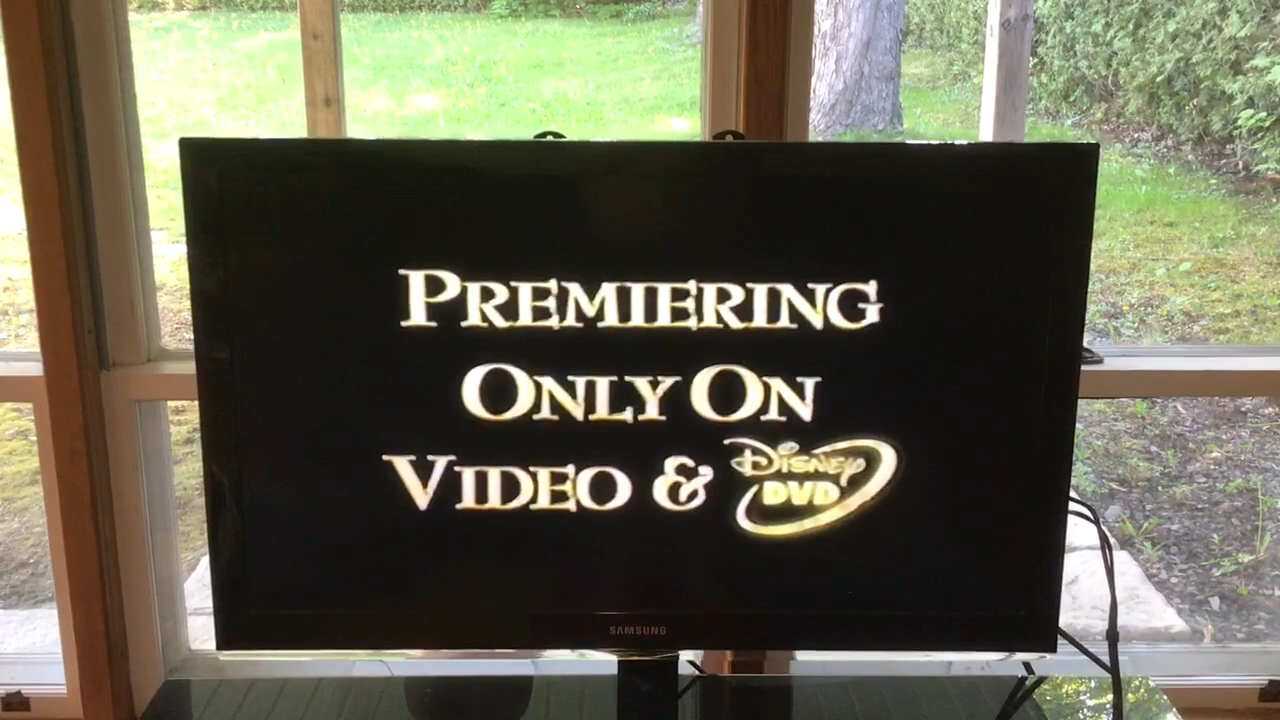 PREMIERING
ONLY ON
VIDEO & DISNEY
DVD
SAMSUNG